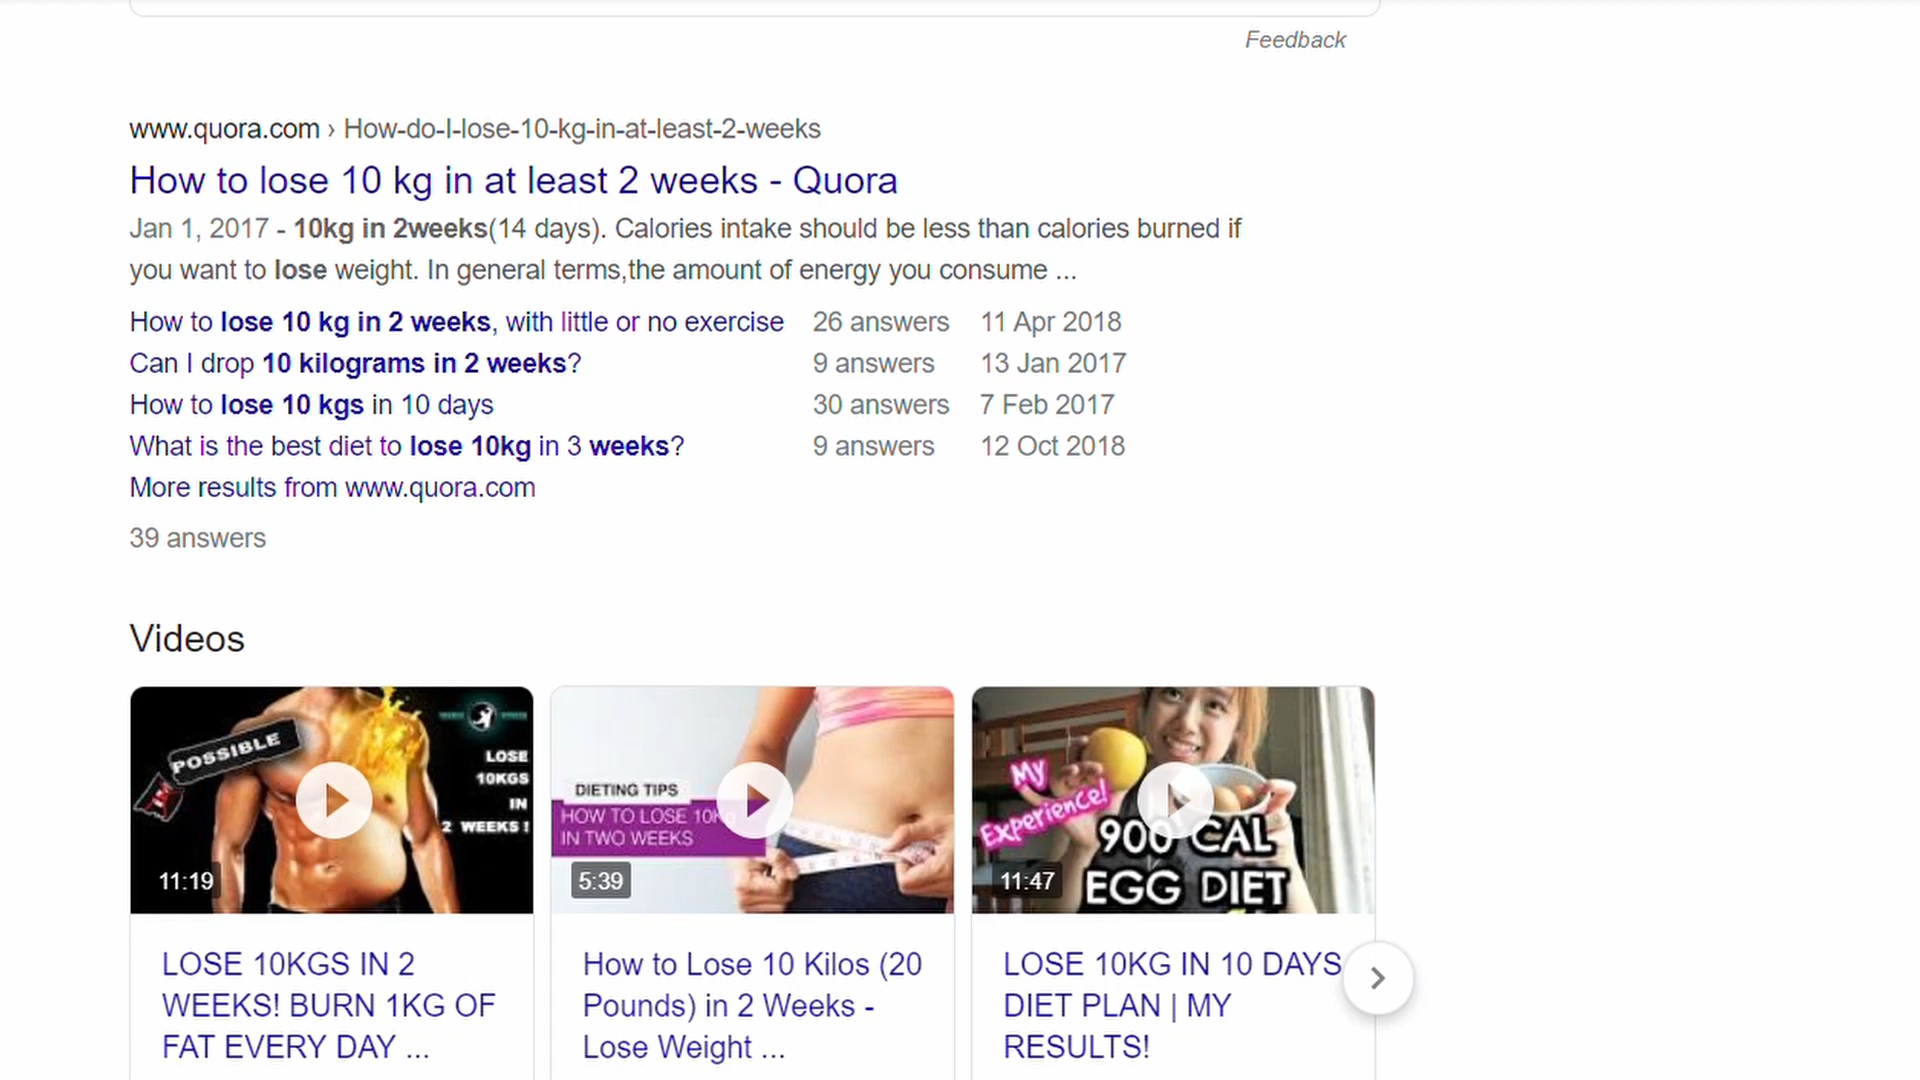 Feedback
www.quora.com › How-do-I-lose-10-kg-in-at-least-2-weeks
How to lose 10 kg in at least 2 weeks - Quora
Jan 1, 2017 - 10kg in 2weeks(14 days). Calories intake should be less than calories burned if
you want to lose weight. In general terms,the amount of energy you consume ...
How to lose 10 kg in 2 weeks, with little or no exercise 26 answers 11 Apr 2018
Can I drop 10 kilograms in 2 weeks? 9 answers 13 Jan 2017
How to lose 10 kgs in 10 days 30 answers 7 Feb 2017
What is the best diet to lose 10kg in 3 weeks? 9 answers 12 Oct 2018
More results from www.quora.com
39 answers
Videos
POSSIBLE
LOSE
10KGS
IN
2 WEEKS !
11:19
DIETING TIPS
HOW TO LOSE 10K
IN TWO WEEKS
5:39
My
Experience!
900 CAL
EGG DIET
11:47
LOSE 10KGS IN 2
WEEKS! BURN 1KG OF
FAT EVERY DAY ...
How to Lose 10 Kilos (20
Pounds) in 2 Weeks -
Lose Weight ...
LOSE 10KG IN 10 DAYS
DIET PLAN | MY
RESULTS!